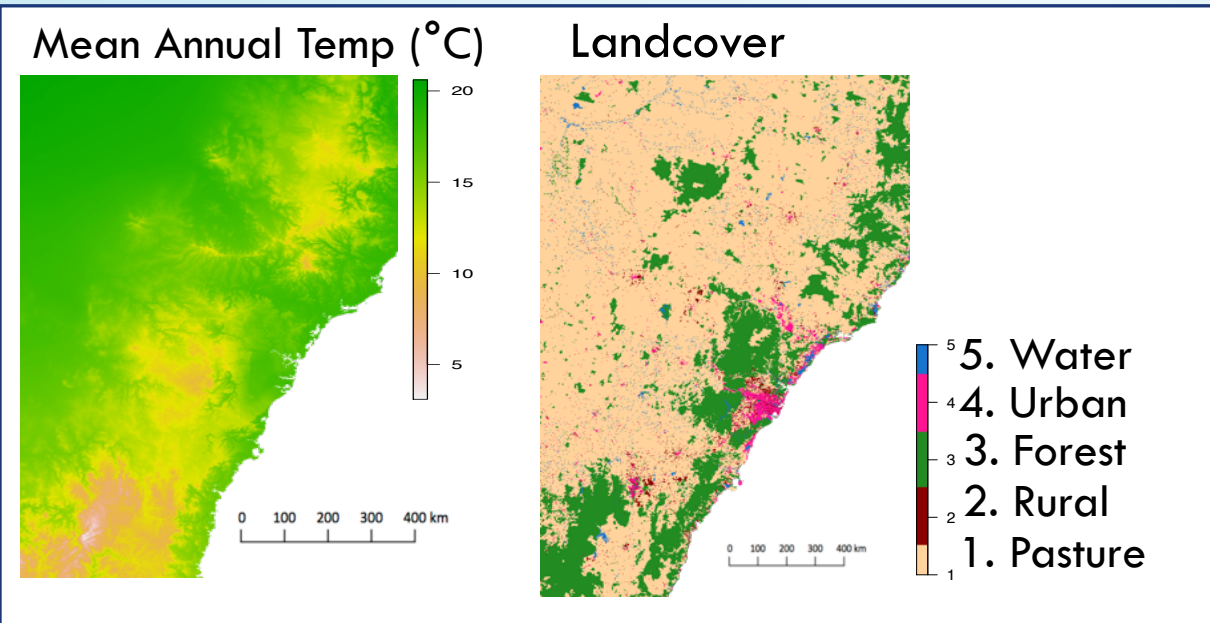 Mean Annual Temp (°C)
20
15
10
5
0 100 200 300 400 km
Landcover
0 100 200 300 400 km
5 5. Water
4 4. Urban
3 3. Forest
2 2. Rural
1 1. Pasture